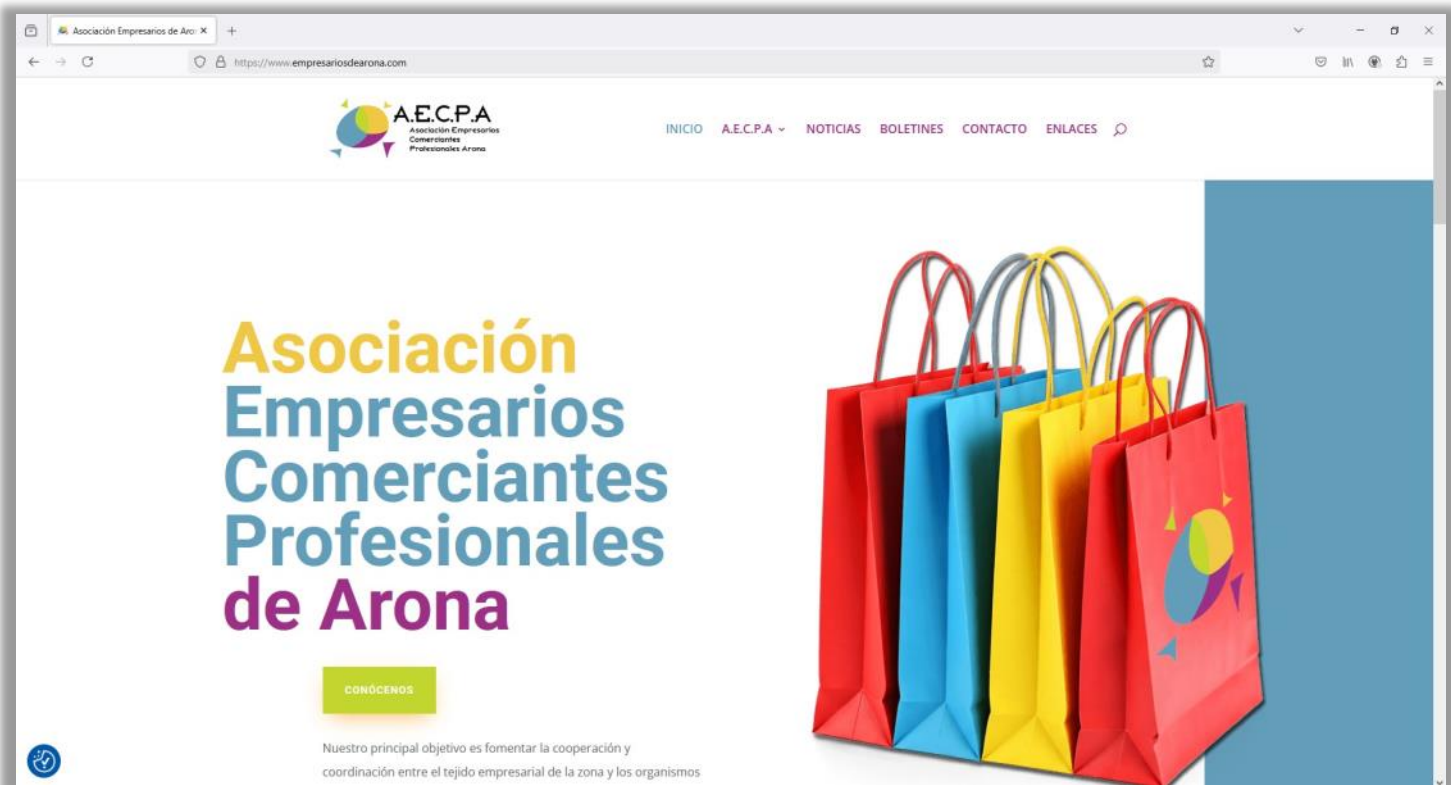 Asociación Empresarios de Aro
https://www.empresariosdearona.com
A.E.C.P.A
Asociación Empresarios
Comerciantes
Profesionales Arona
INICIO A.E.C.P.A NOTICIAS BOLETINES CONTACTO ENLACES
Asociación
Empresarios
Comerciantes
Profesionales
de Arona
CONÓCENOS
Nuestro principal objetivo es fomentar la cooperación y
coordinación entre el tejido empresarial de la zona y los organismos